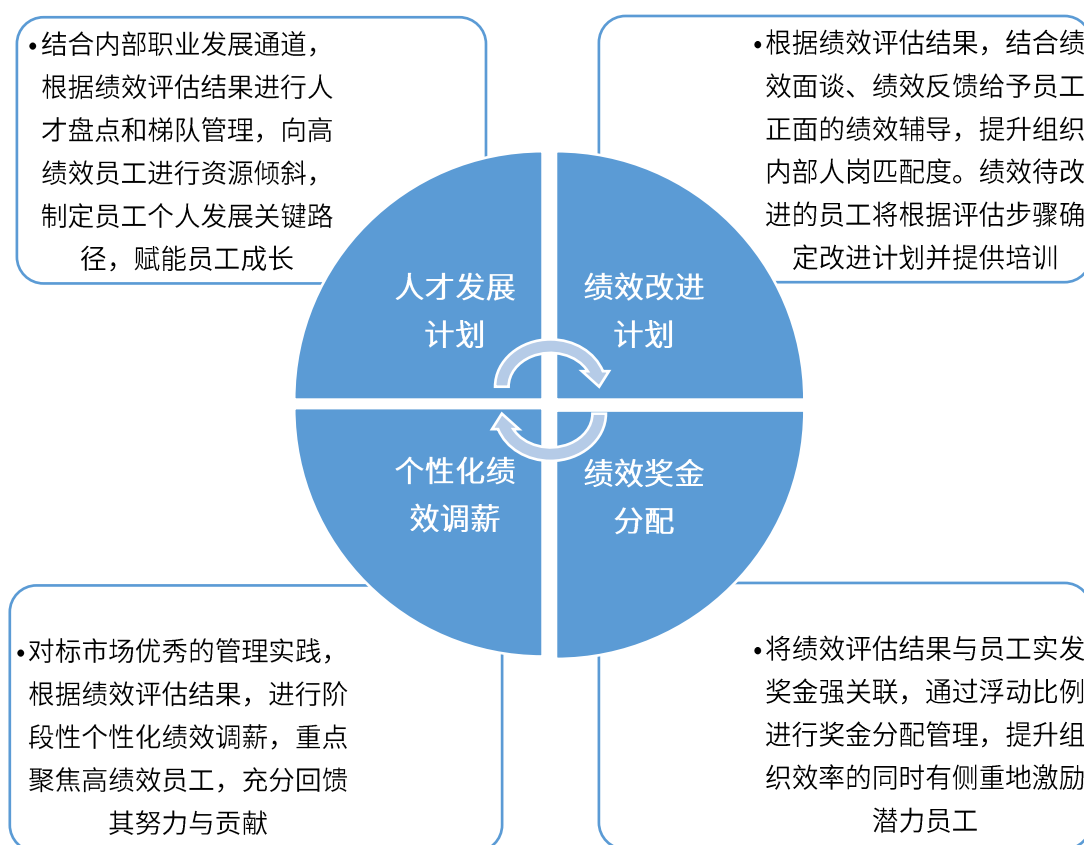 •结合内部职业发展通道，
根据绩效评估结果进行人
才盘点和梯队管理，向高
绩效员工进行资源倾斜，
制定员工个人发展关键路
径，赋能员工成长
•根据绩效评估结果，结合绩
效面谈、绩效反馈给予员工
正面的绩效辅导，提升组织
内部人岗匹配度。绩效待改
进的员工将根据评估步骤确
定改进计划并提供培训
人才发展
计划
绩效改进
计划
个性化绩
效调薪
绩效奖金
分配
•对标市场优秀的管理实践，
根据绩效评估结果，进行阶
段性个性化绩效调薪，重点
聚焦高绩效员工，充分回馈
其努力与贡献
•将绩效评估结果与员工实发
奖金强关联，通过浮动比例
进行奖金分配管理，提升组
织效率的同时有侧重地激励
潜力员工